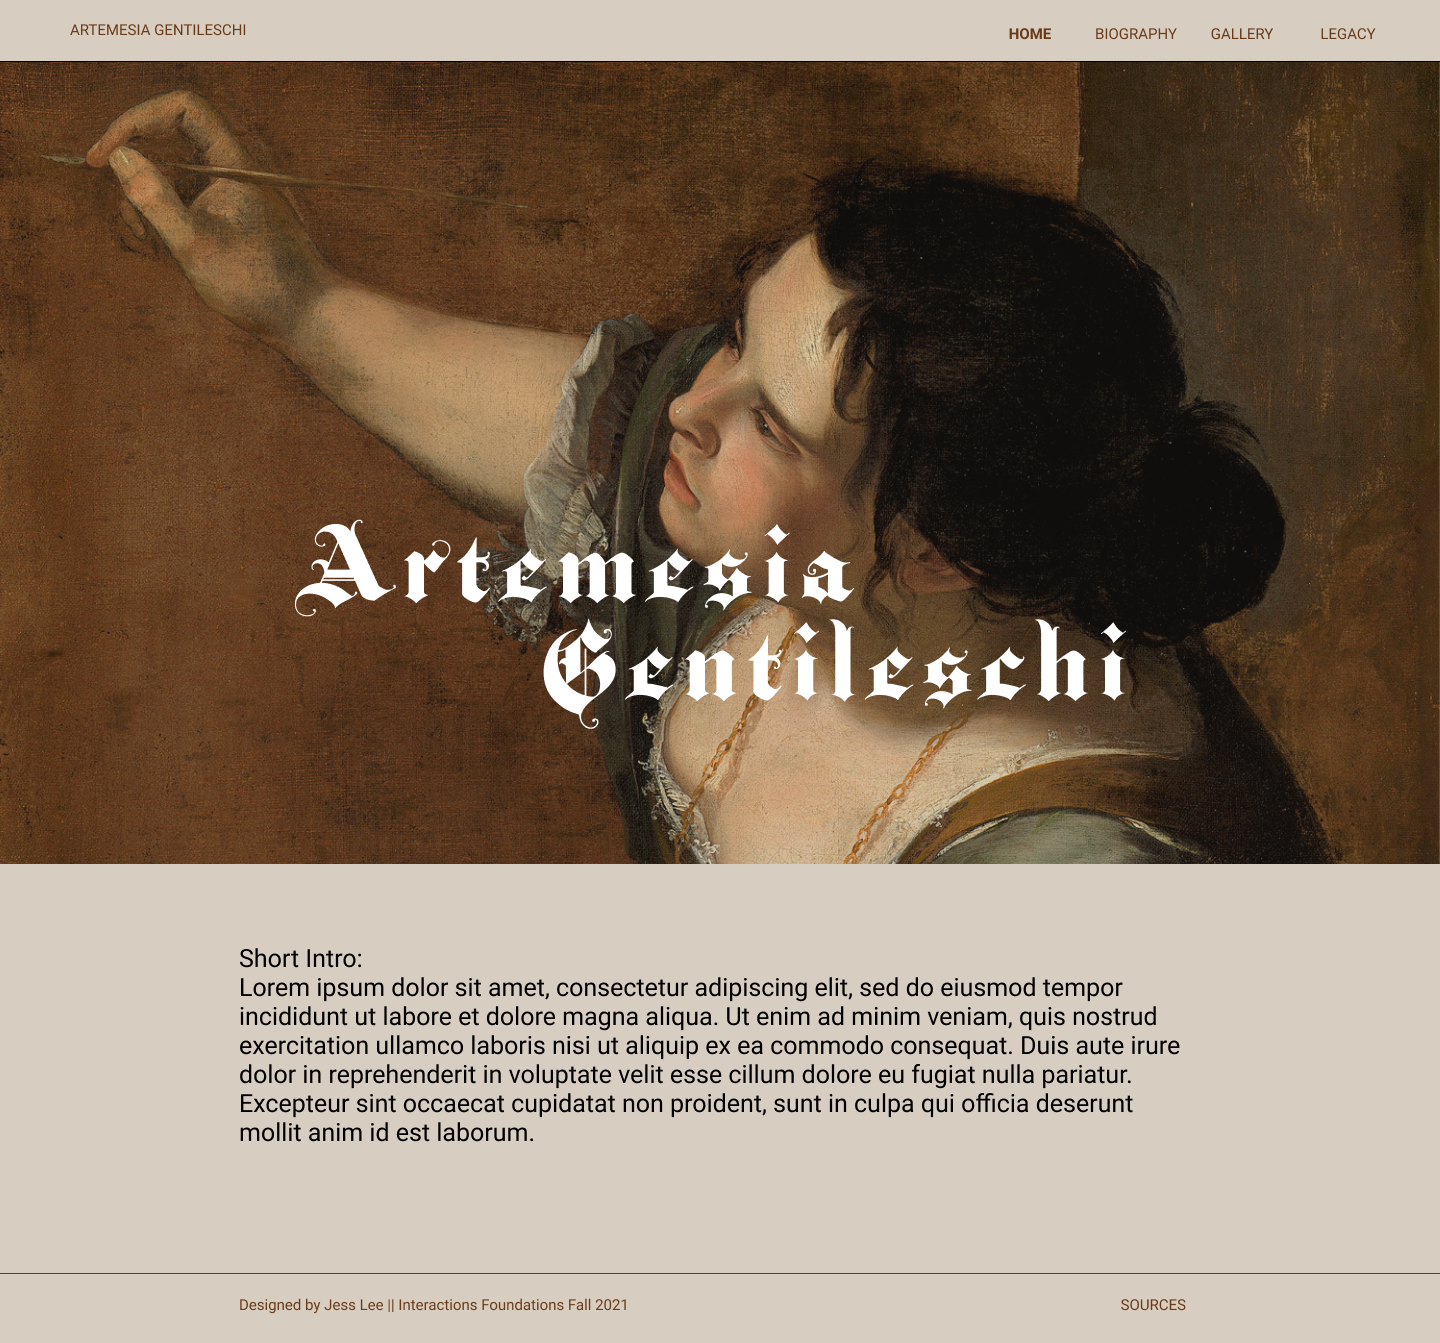 ARTEMESIA GENTILESCHI
HOME BIOGRAPHY GALLERY LEGACY
Artemesia
Gentileschi
Short Intro:
Lorem ipsum dolor sit amet, consectetur adipiscing elit, sed do eiusmod tempor
incididunt ut labore et dolore magna aliqua. Ut enim ad minim veniam, quis nostrud
exercitation ullamco laboris nisi ut aliquip ex ea commodo consequat. Duis aute irure
dolor in reprehenderit in voluptate velit esse cillum dolore eu fugiat nulla pariatur.
Excepteur sint occaecat cupidatat non proident, sunt in culpa qui officia deserunt
mollit anim id est laborum.
Designed by Jess Lee || Interactions Foundations Fall 2021
SOURCES